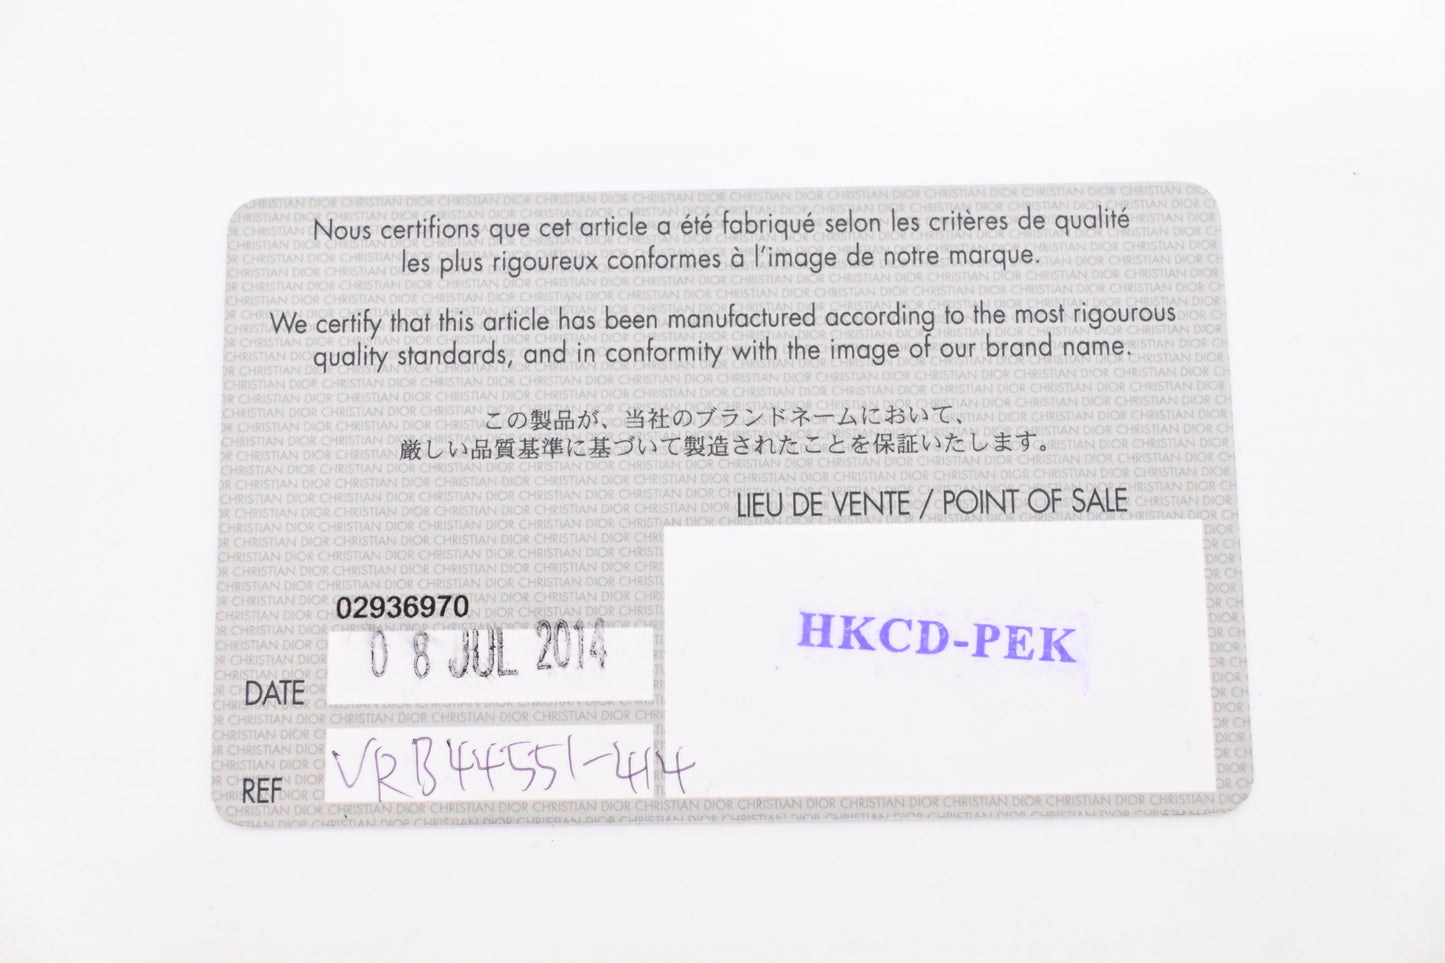 Nous certifions que cet article a été fabriqué selon les critères de qualité
les plus rigoureux conformes à l'image de notre marque.
We certify that this article has been manufactured according to the most rigourous
quality standards, and in conformity with the image of our brand name.
この製品が、当社のブランドネームにおいて、
厳しい品質基準に基づいて製造されたことを保証いたします。
LIEU DE VENTE / POINT OF SALE
HKCD-PEK
02936970
DATE 08 JUL 2014
REF VRB44551-414